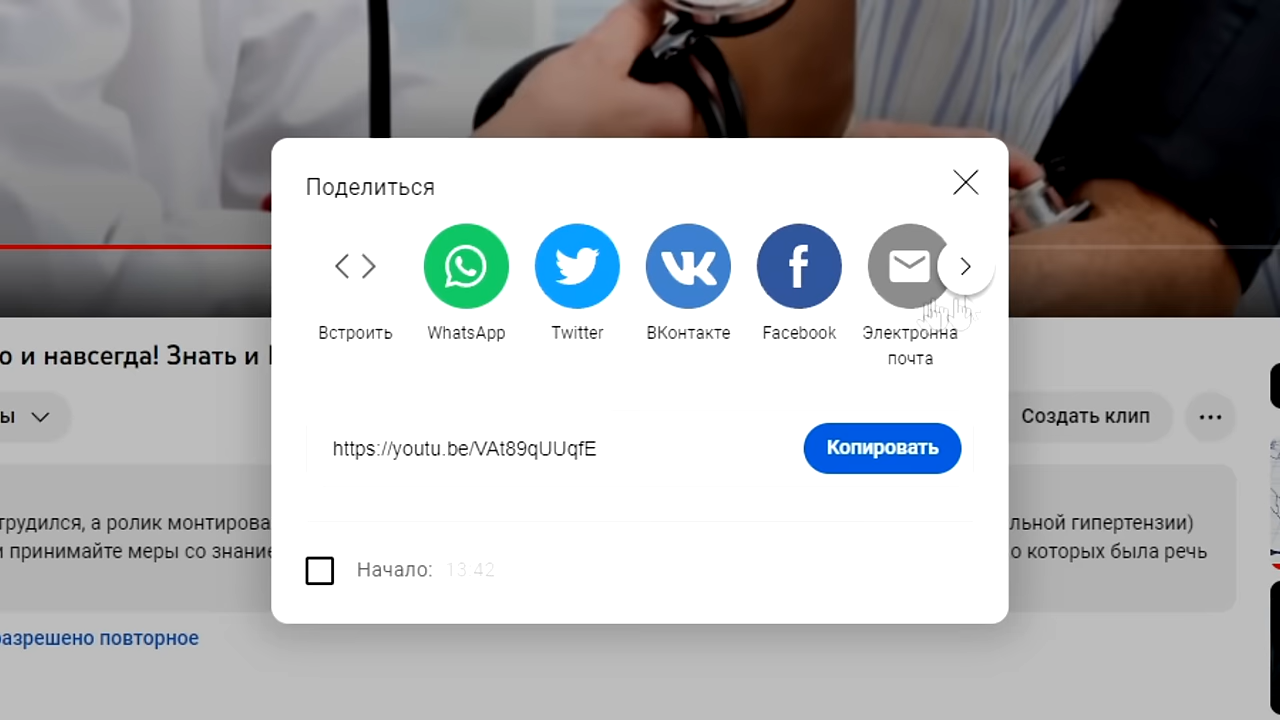 Поделиться
Встроить
WhatsApp
Twitter
ВКонтакте
Facebook
Электронна
почта
о и навсегда! Знать и
ы
Создать клип
https://youtu.be/VAt89qUUqfE
Копировать
трудился, а ролик монтирова
льной гипертензии)
и принимайте меры со знание
о которых была речь
Начало: 13:42
разрешено повторное